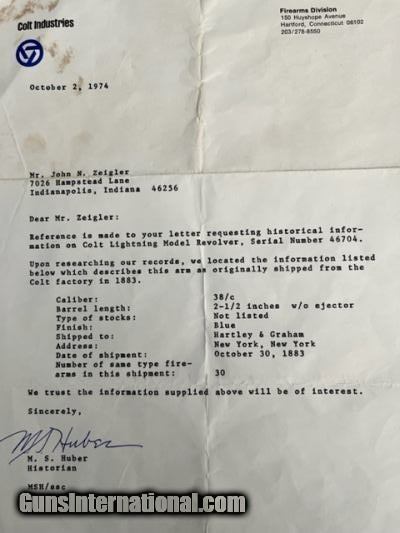 Colt Industries
Firearms Division
150 Huyshope Avenue
Hartford, Connecticut 06102
203/278-8550
October 2, 1974
Mr. John N. Zeigler
7026 Hampstead Lane
Indianapolis, Indiana 46256
Dear Mr. Zeigler:
Reference is made to your letter requesting historical infor-
mation on Colt Lightning Model Revolver, Serial Number 46704.
Upon researching our records, we located the information listed
below which describes this arm as originally shipped from the
Colt factory in 1883.
Caliber: 38/c
Barrel length: 2-1/2 inches w/o ejector
Type of stocks: Not listed
Finish: Blue
Shipped to: Hartley & Graham
Address: New York, New York
Date of shipment: October 30, 1883
Number of same type fire-
arms in this shipment: 30
We trust the information supplied above will be of interest.
Sincerely,
MS Huber
M. S. Huber
Historian
MSH/ssc
GunsInternational.com